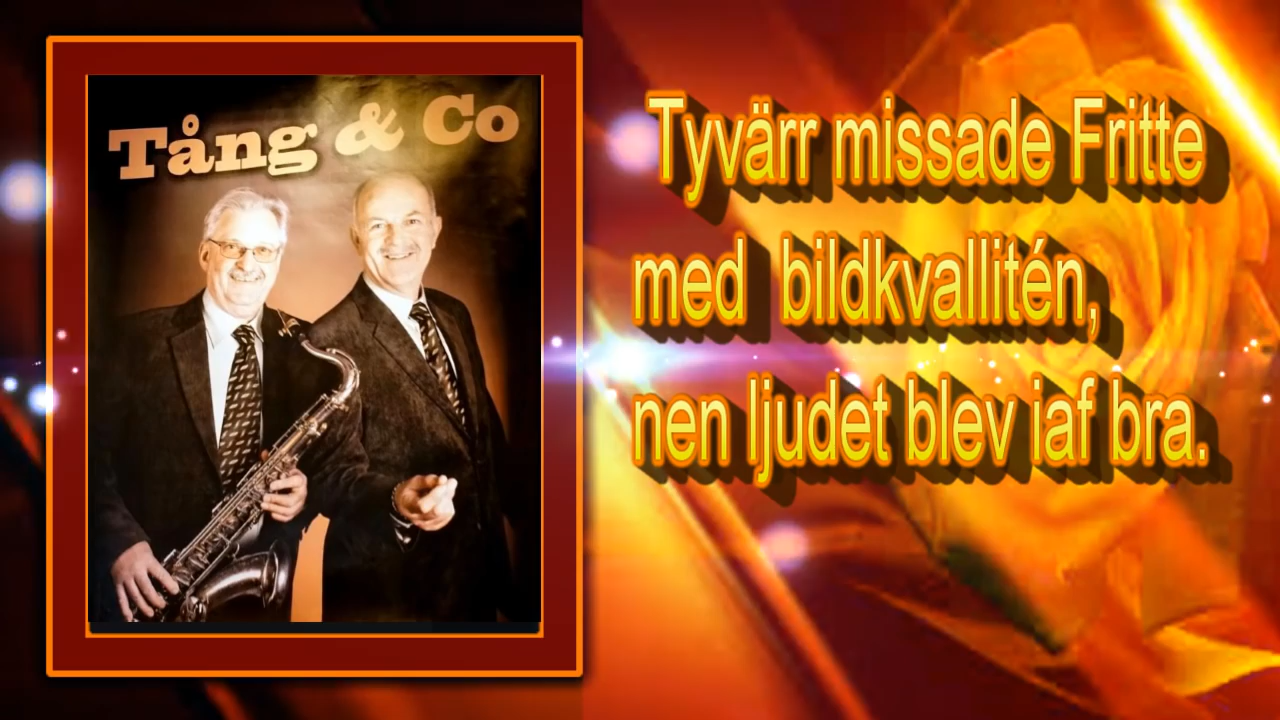 Tång & Co
Tyvärr missade Fritte
med bildkvallitén,
nen ljudet blev iaf bra.